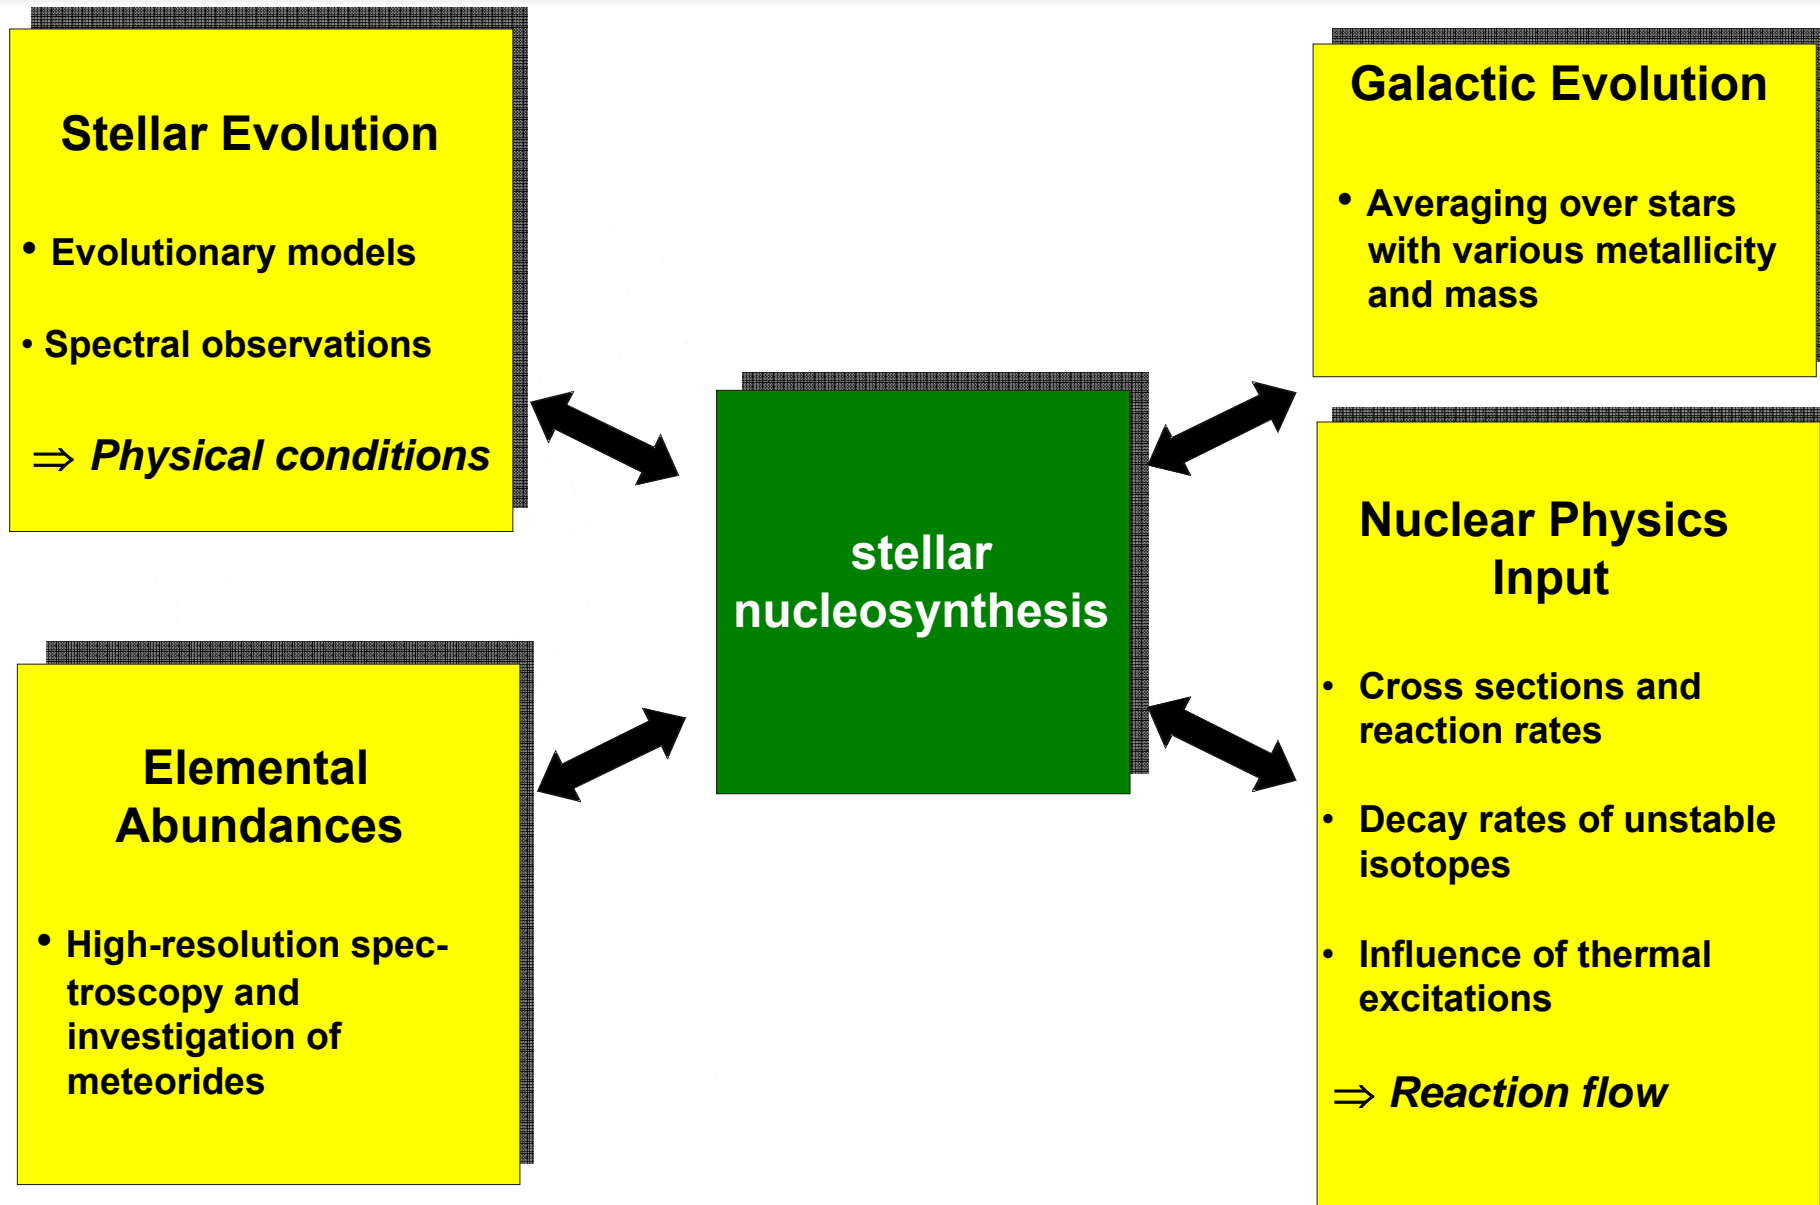 Stellar Evolution
• Evolutionary models
• Spectral observations
⇒ Physical conditions
Galactic Evolution
• Averaging over stars
with various metallicity
and mass
stellar
nucleosynthesis
Elemental
Abundances
• High-resolution spec-
troscopy and
investigation of
meteorides
Nuclear Physics
Input
• Cross sections and
reaction rates
• Decay rates of unstable
isotopes
• Influence of thermal
excitations
⇒ Reaction flow